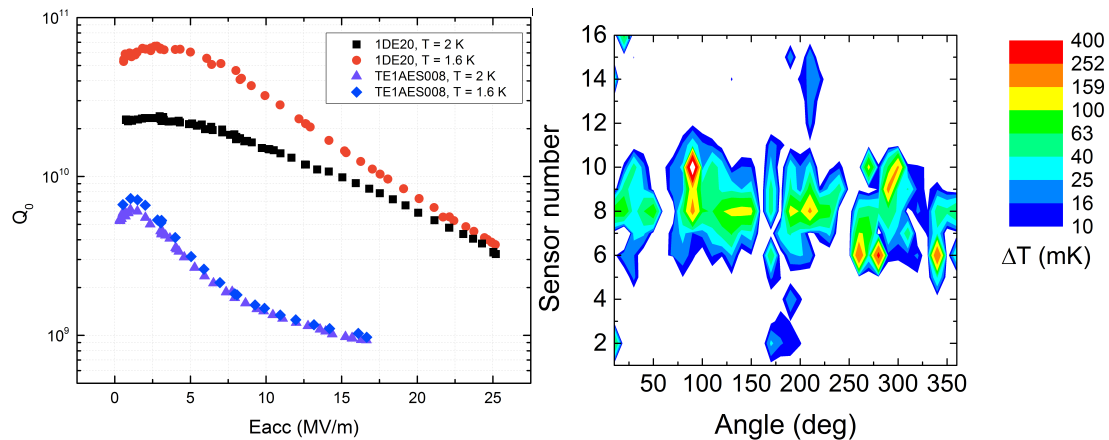 10^11
10^10
10^9
Q_0
0 5 10 15 20 25
Eacc (MV/m)
1DE20, T = 2 K
1DE20, T = 1.6 K
TE1AES008, T = 2 K
TE1AES008, T = 1.6 K
16
14
12
10
8
6
4
2
Sensor number
50 100 150 200 250 300 350
Angle (deg)
400
252
159
100
63
40
25
16
10
ΔT (mK)